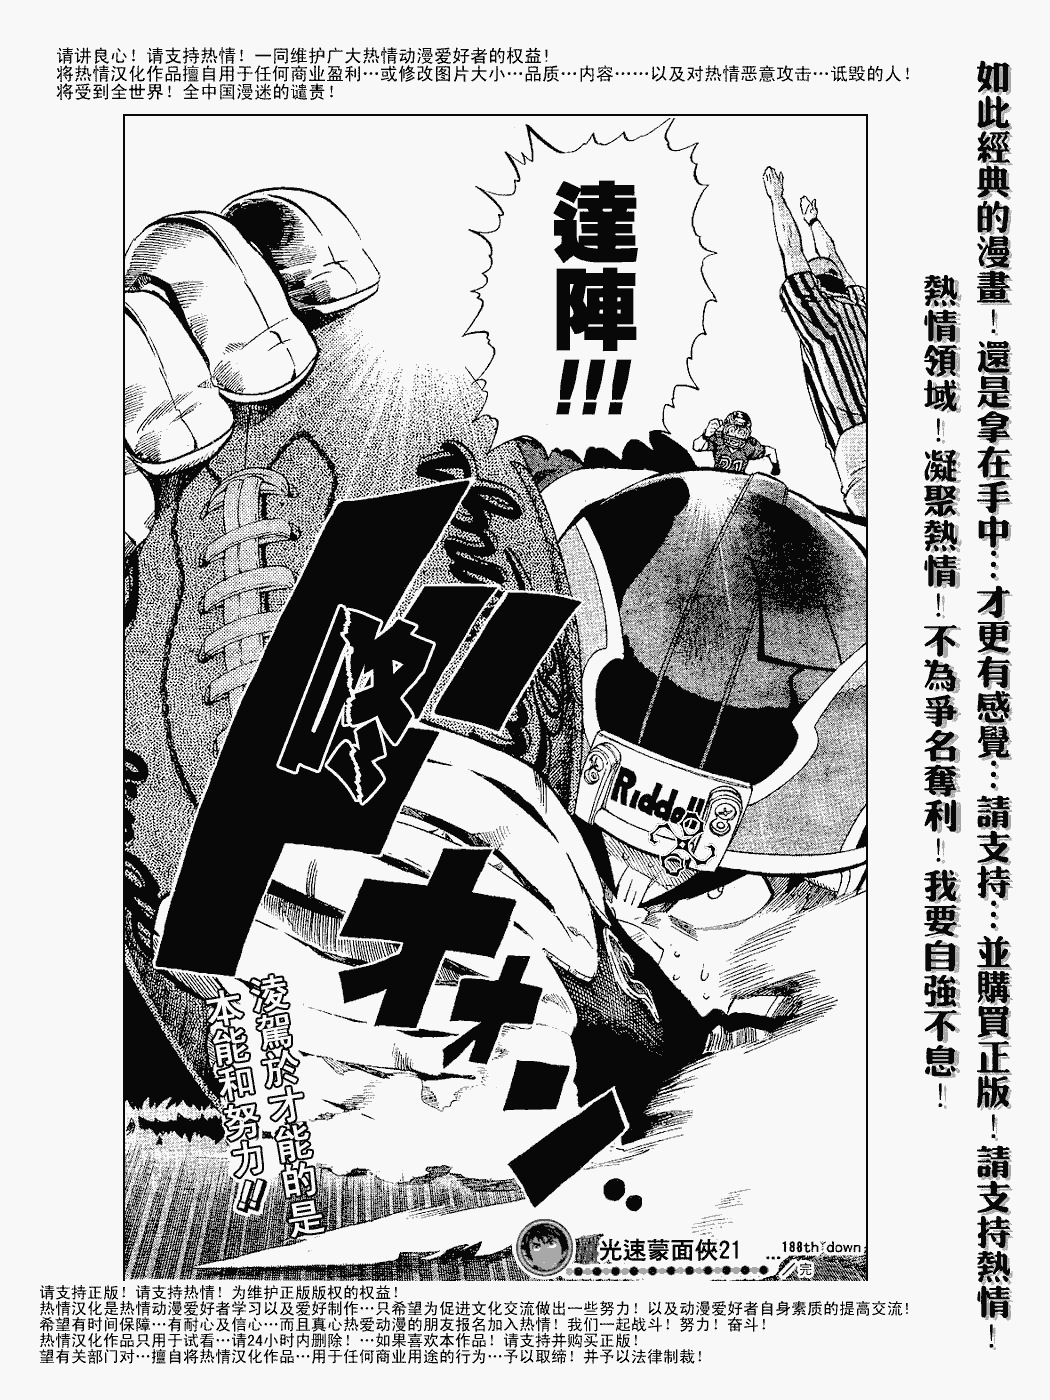 请讲良心！请支持热情！一同维护广大热情动漫爱好者的权益！
将热情汉化作品擅自用于任何商业盈利…或修改图片大小…品质…内容……以及对热情恶意攻击…诋毁的人！
将受到全世界！全中国漫迷的谴责！
如此經典的漫畫！還是拿在手中…才更有感覺…請支持…並購買正版！請支持熱情！
熱情領域！凝聚熱情！不為爭名奪利！我要自強不息！
達陣!!!
Riddo!!
凌駕於才能的是
本能和努力!!
光速蒙面俠21 …188th down
完
请支持正版！请支持热情！为维护正版版权的权益！
热情汉化是热情动漫爱好者学习以及爱好制作…只希望为促进文化交流做出一些努力！以及动漫爱好者自身素质的提高交流！
希望有时间保障…有耐心及信心…而且真心热爱动漫的朋友报名加入热情！我们一起战斗！努力！奋斗！
热情汉化作品只用于试看…请24小时内删除！…如果喜欢本作品！请支持并购买正版！
望有关部门对…擅自将热情汉化作品…用于任何商业用途的行为…予以取缔！并予以法律制裁！